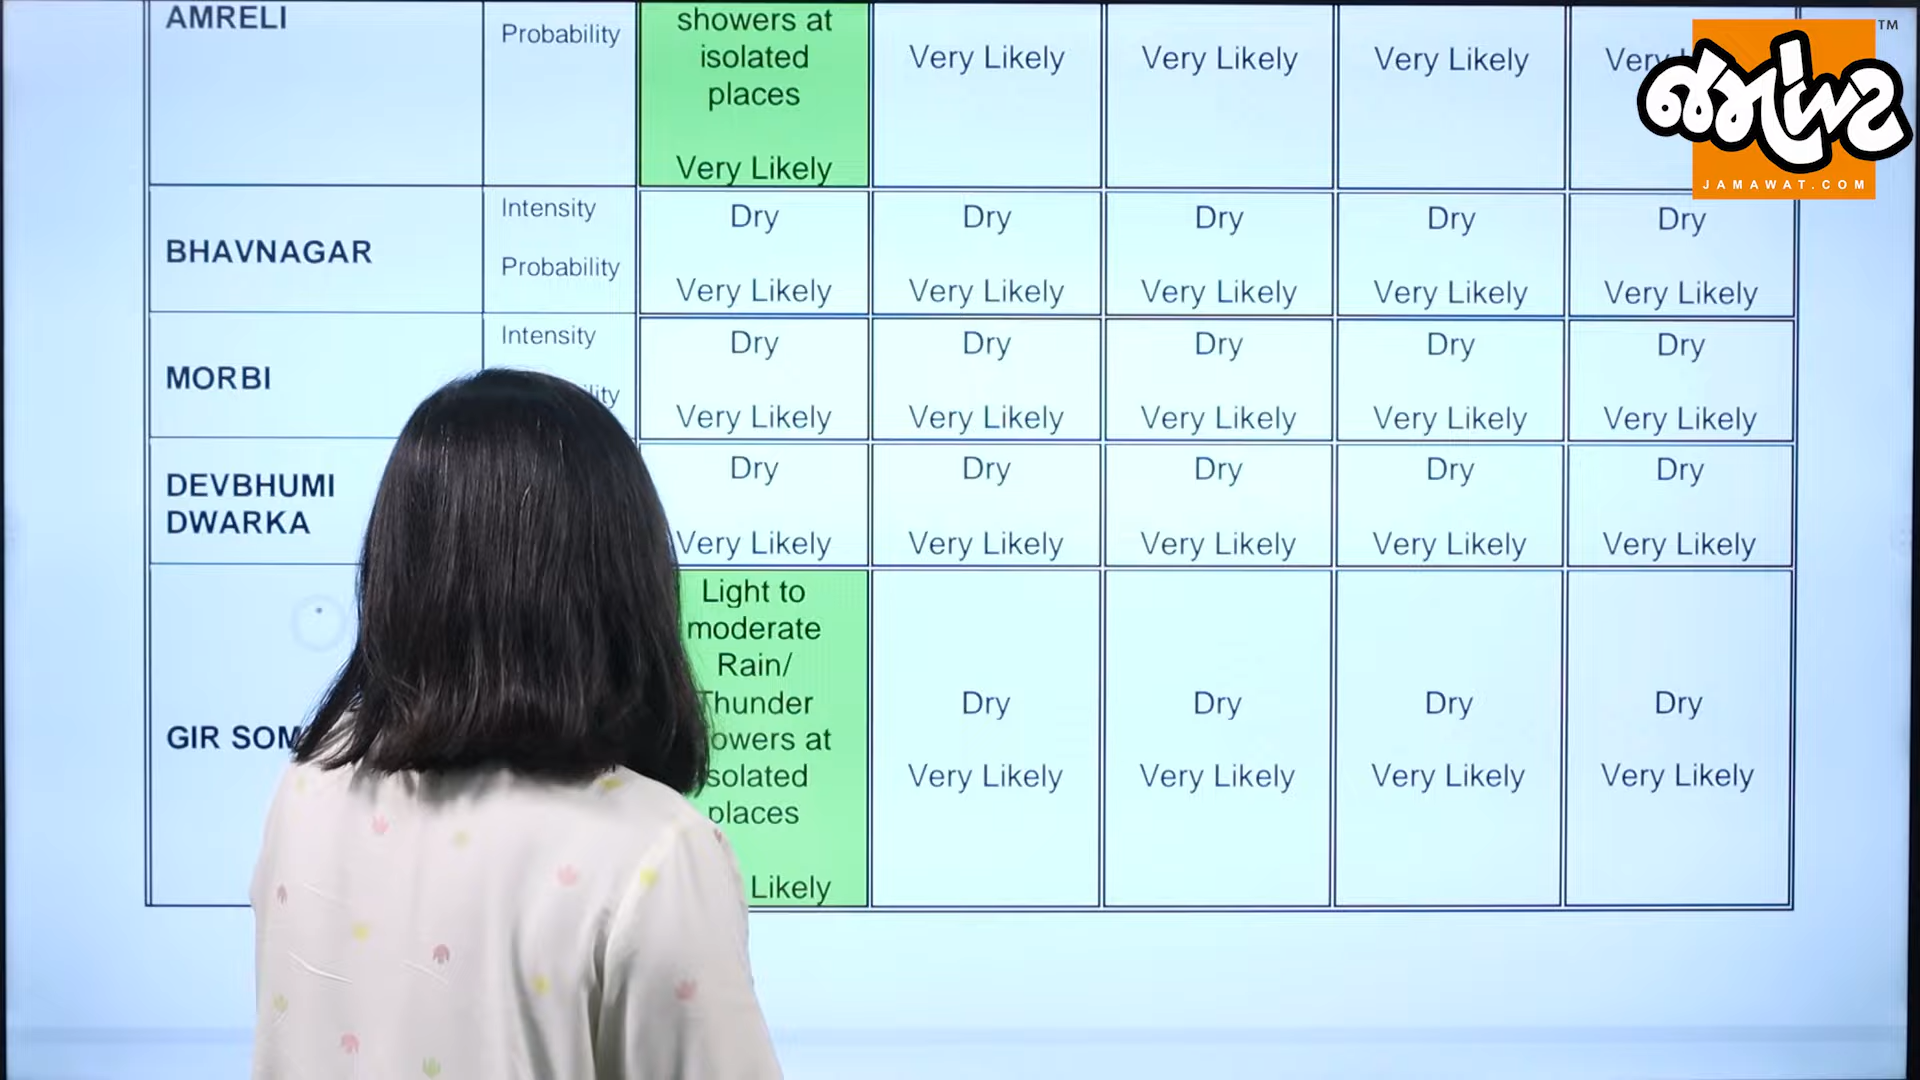 AMRELI
Probability
showers at
isolated
places
Very Likely
Very Likely
Very Likely
Very Likely
જમાવટ
™
JAMAWAT.COM
BHAVNAGAR
Intensity
Probability
Dry
Very Likely
Dry
Very Likely
Dry
Very Likely
Dry
Very Likely
Dry
Very Likely
MORBI
Intensity
Dry
Very Likely
Dry
Very Likely
Dry
Very Likely
Dry
Very Likely
Dry
Very Likely
DEVBHUMI
DWARKA
Dry
Very Likely
Dry
Very Likely
Dry
Very Likely
Dry
Very Likely
Dry
Very Likely
GIR
Light to
moderate
Rain/
Thunder
at
isolated
places
Likely
Dry
Very Likely
Dry
Very Likely
Dry
Very Likely
Dry
Very Likely